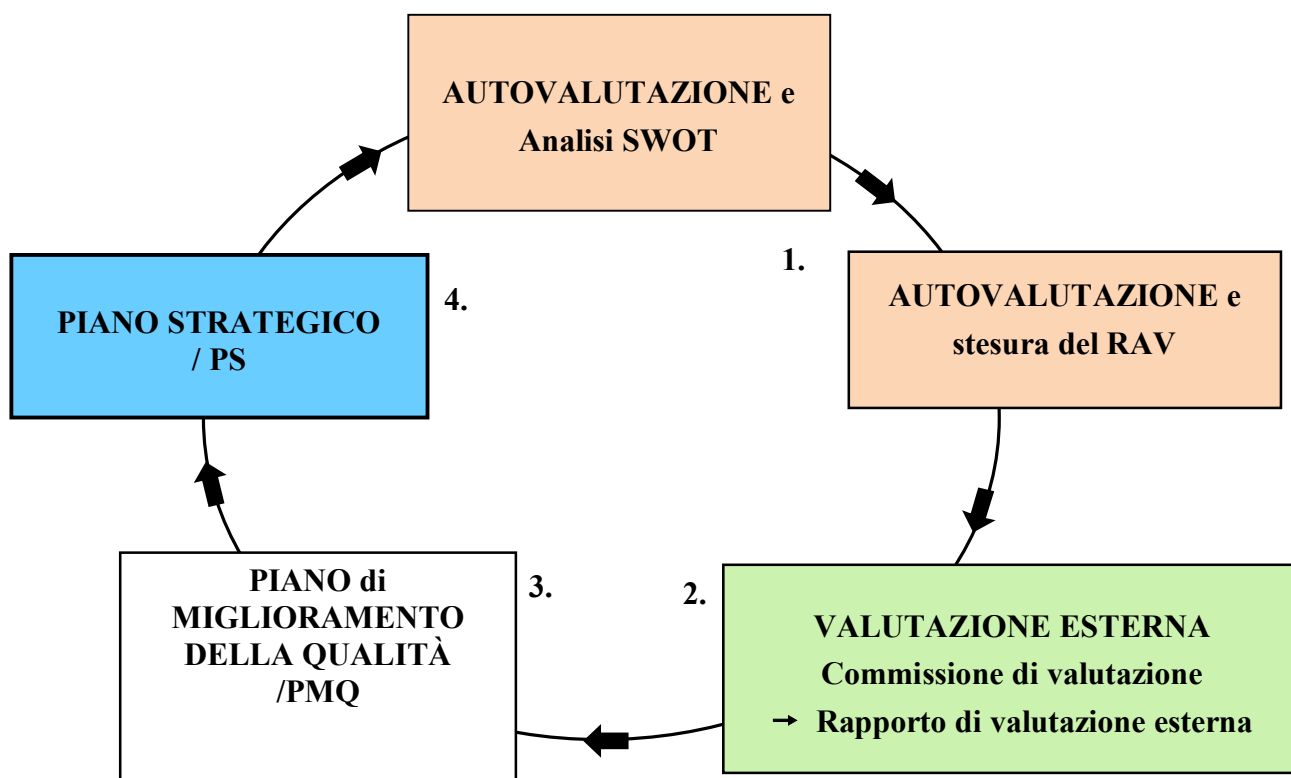 AUTOVALUTAZIONE e
Analisi SWOT
1.
AUTOVALUTAZIONE e
stesura del RAV
2.
VALUTAZIONE ESTERNA
Commissione di valutazione
→ Rapporto di valutazione esterna
3.
PIANO di
MIGLIORAMENTO
DELLA QUALITÀ
/PMQ
4.
PIANO STRATEGICO
/ PS